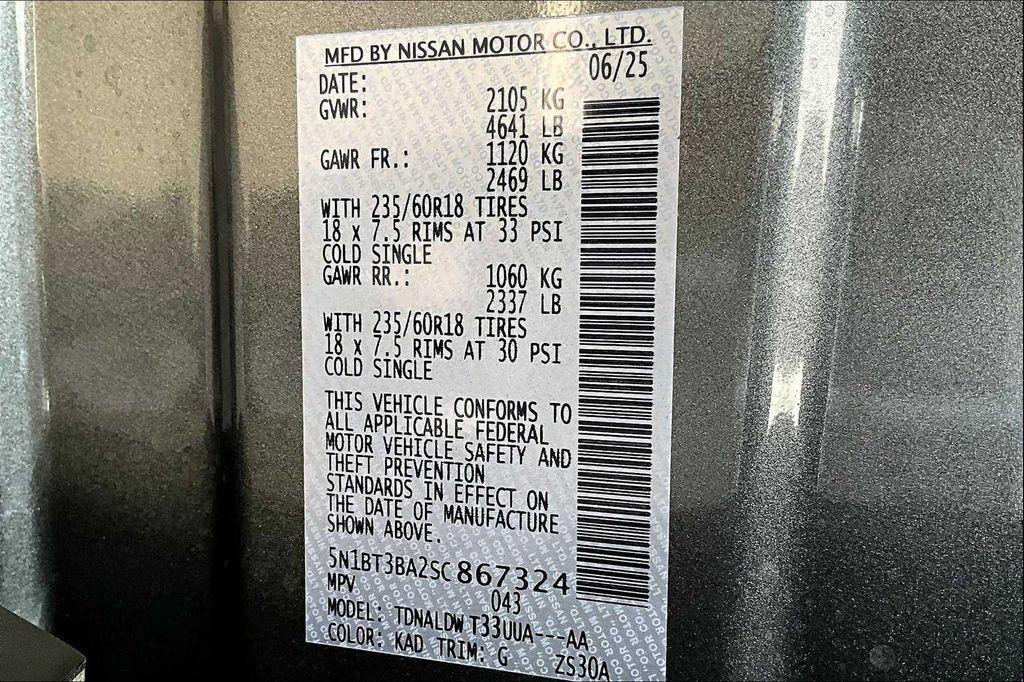 MFD BY NISSAN MOTOR CO., LTD.
DATE: 06/25
GVWR: 2105 KG
4641 LB
GAWR FR.: 1120 KG
2469 LB
WITH 235/60R18 TIRES
18 x 7.5 RIMS AT 33 PSI
COLD SINGLE
GAWR RR.: 1060 KG
2337 LB
WITH 235/60R18 TIRES
18 x 7.5 RIMS AT 30 PSI
COLD SINGLE
THIS VEHICLE CONFORMS TO
ALL APPLICABLE FEDERAL
MOTOR VEHICLE SAFETY AND
THEFT PREVENTION
STANDARDS IN EFFECT ON
THE DATE OF MANUFACTURE
SHOWN ABOVE.
5N1BT3BA2SC867324
MPV 043
MODEL: TDNALDW T33UUA---AA
COLOR: KAD TRIM: G ZS30A